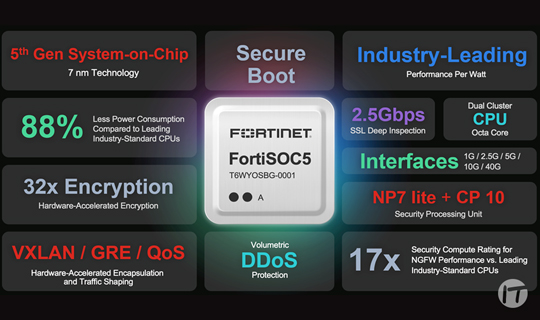 5th Gen System-on-Chip
7 nm Technology
Secure
Boot
Industry-Leading
Performance Per Watt
88%
Less Power Consumption
Compared to Leading
Industry-Standard CPUs
FORTINET
FortiSOC5
T6WYOSBG-0001
A
2.5Gbps
SSL Deep Inspection
Dual Cluster
CPU
Octa Core
Interfaces
1G / 2.5G / 5G /
10G / 40G
32x Encryption
Hardware-Accelerated Encryption
NP7 lite + CP 10
Security Processing Unit
VXLAN / GRE / QoS
Hardware-Accelerated Encapsulation
and Traffic Shaping
Volumetric
DDoS
Protection
17x
Security Compute Rating for
NGFW Performance vs. Leading
Industry-Standard CPUs
IT